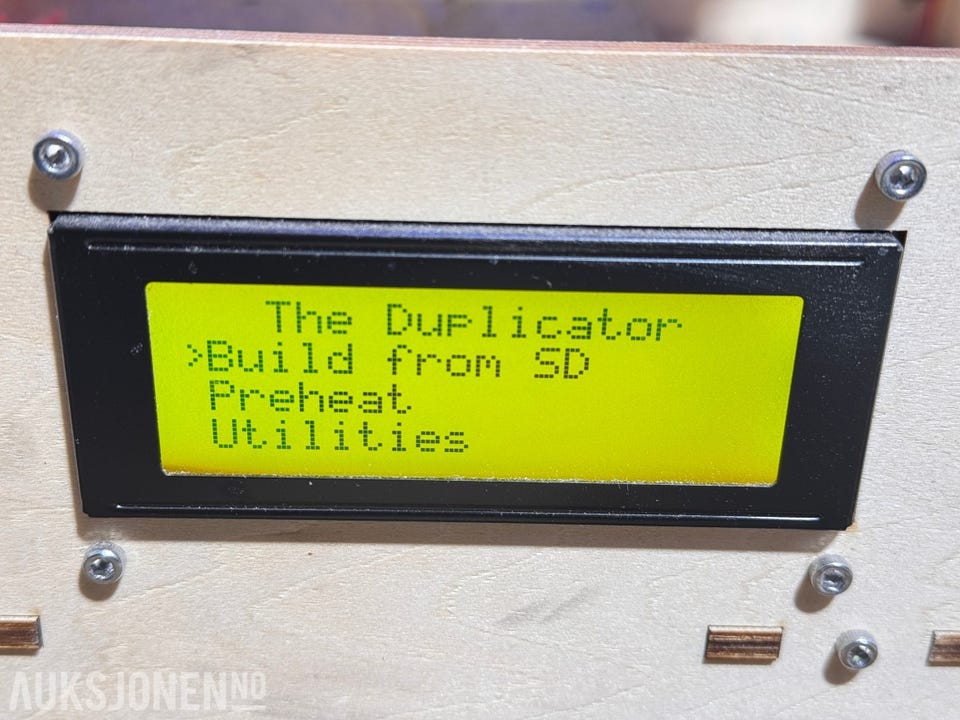 The Duplicator
>Build from SD
Preheat
Utilities
AUKSJONEN NO